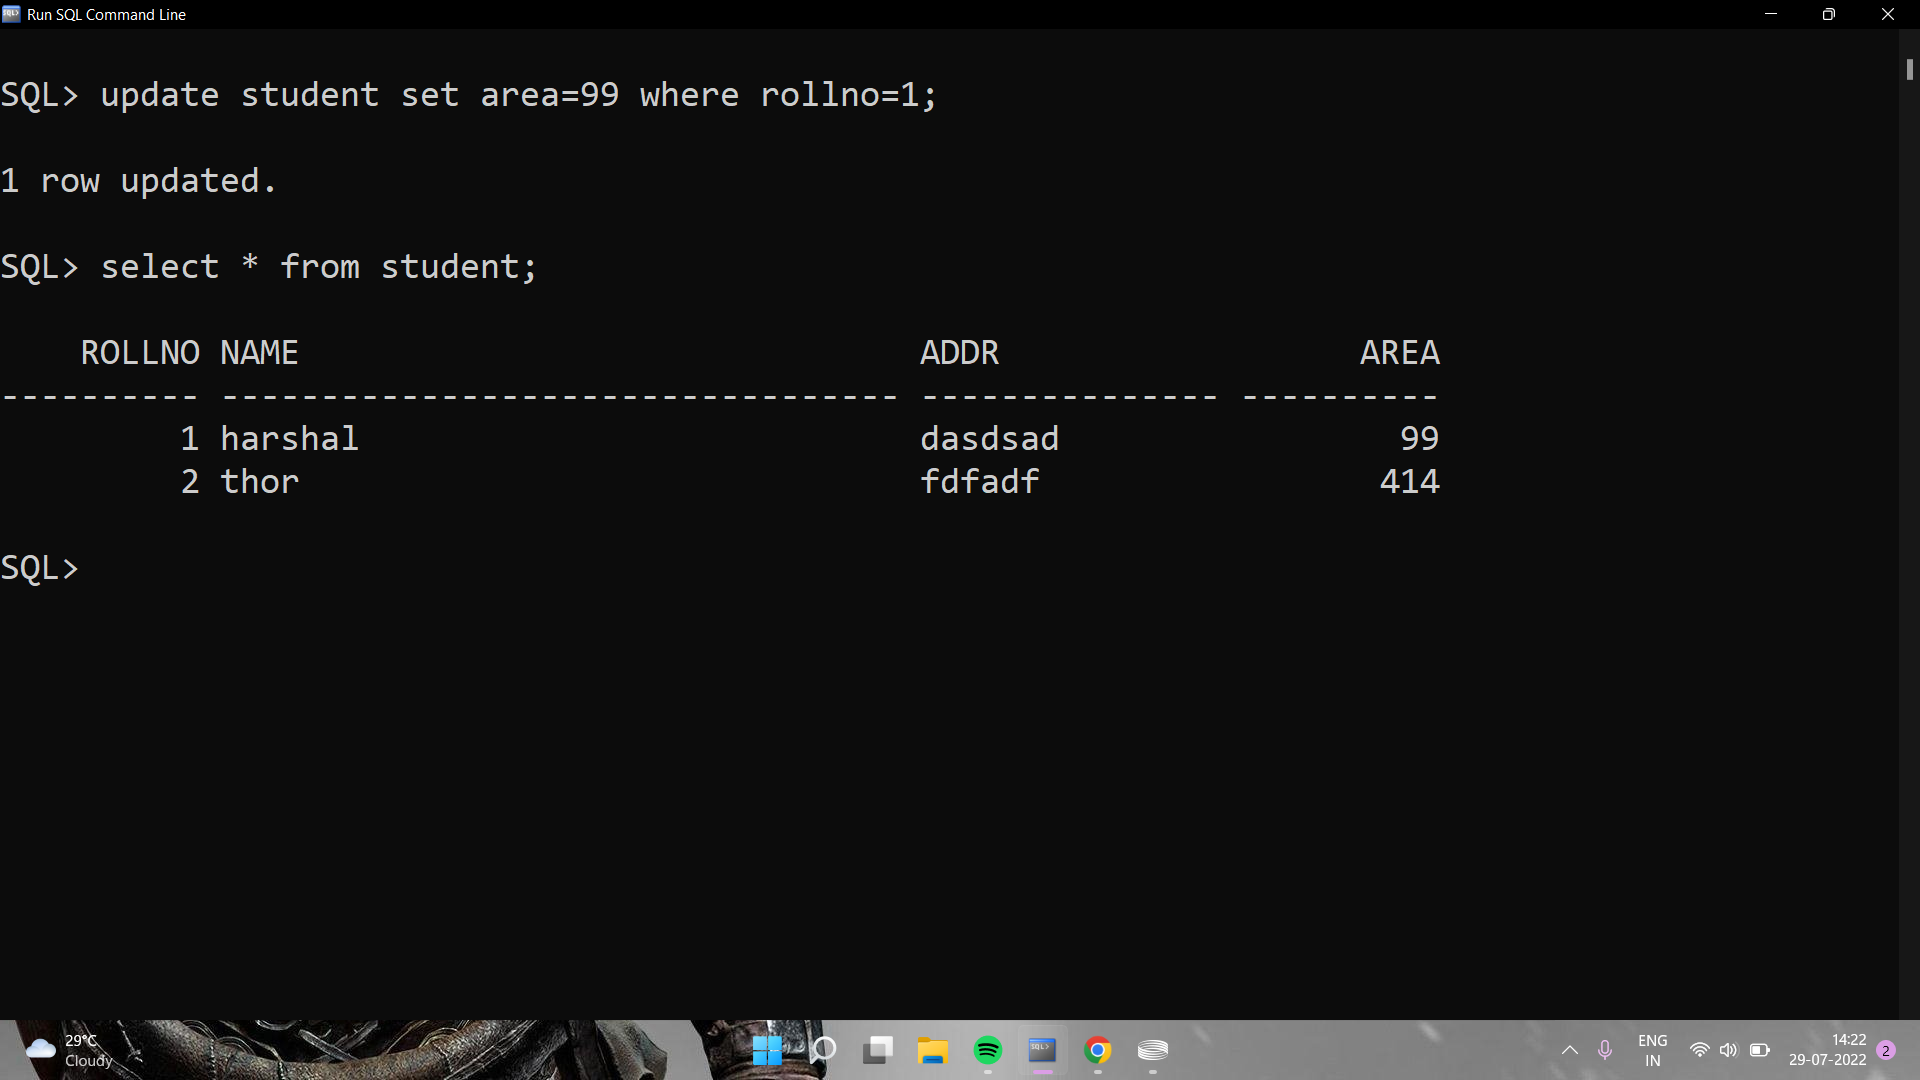 Run SQL Command Line
SQL> update student set area=99 where rollno=1;
1 row updated.
SQL> select * from student;
    ROLLNO NAME                               ADDR                  AREA
---------- ---------------------------------- --------------- ----------
         1 harshal                            dasdsad                 99
         2 thor                               fdfadf                 414
SQL>
29°C
Cloudy
ENG
IN
14:22
29-07-2022
2